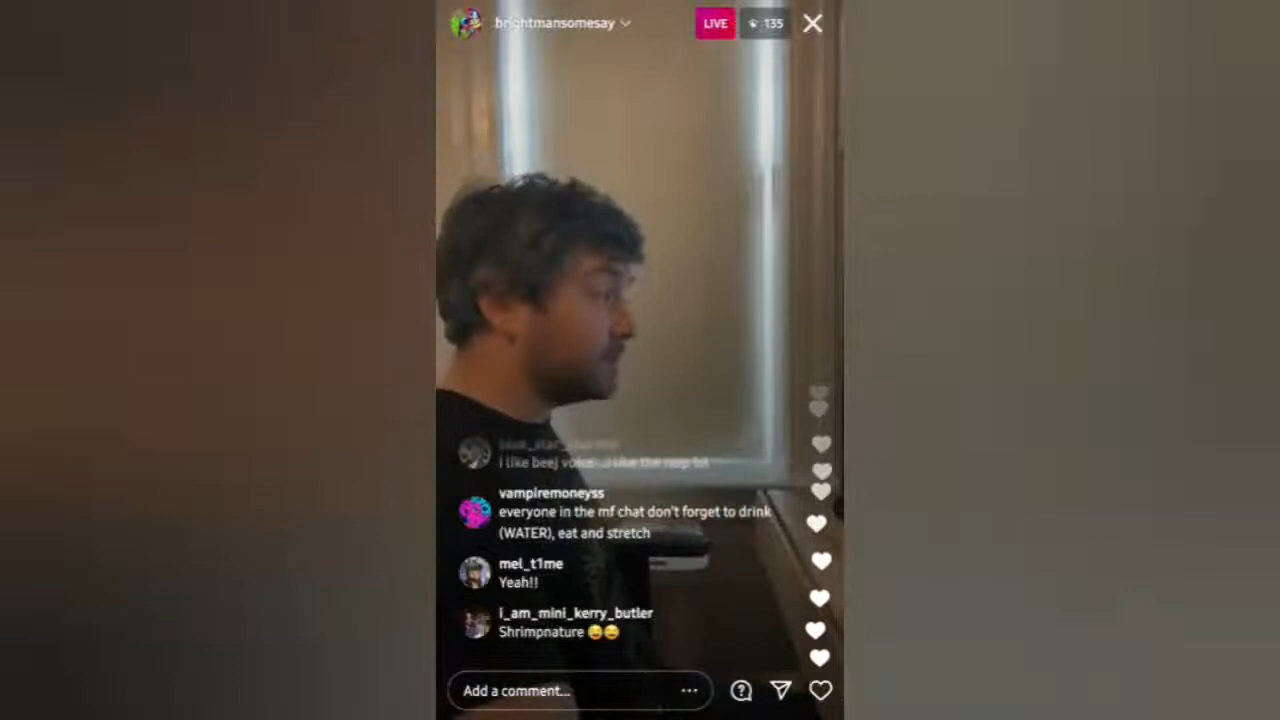 brightmansomesay
LIVE
135
I like beej
vampiremoneyss
everyone in the mf chat don't forget to drink
(WATER), eat and stretch
mel_t1me
Yeah!!
i_am_mini_kerry_butler
Shrimpnature 😂😂
Add a comment...